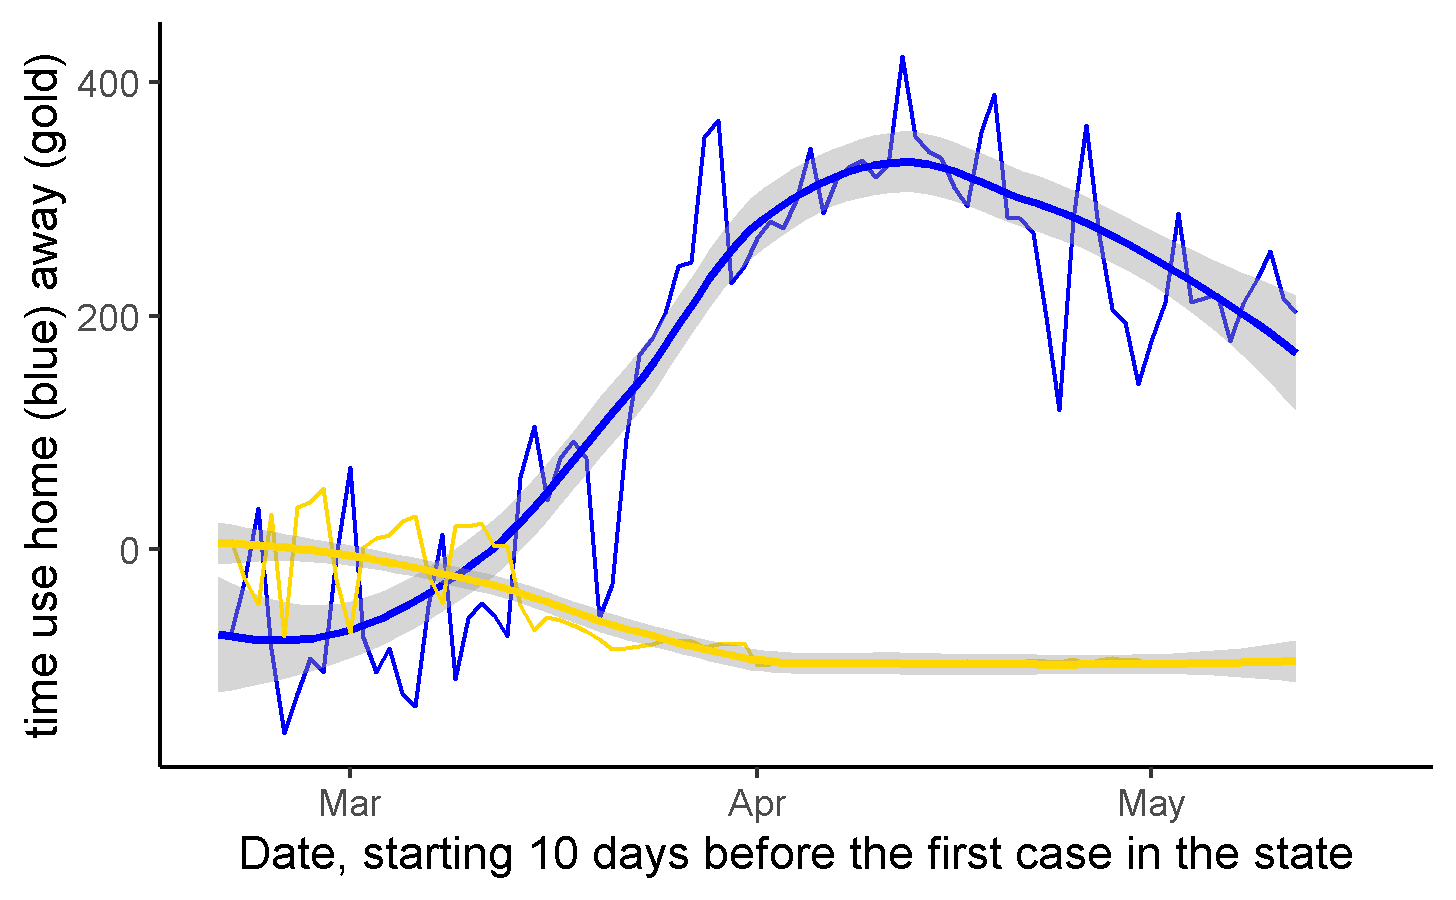 time use home (blue) away (gold)
400
200
0
Mar Apr May
Date, starting 10 days before the first case in the state